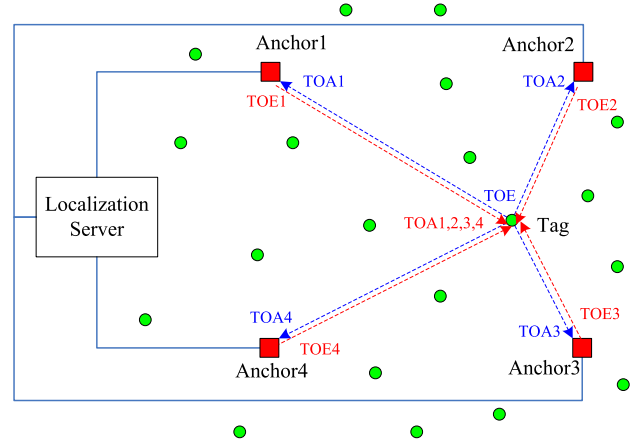 Anchor1
Anchor2
TOA1
TOE1
TOA2
TOE2
Localization
Server
TOE
TOA1,2,3,4
Tag
TOA4
TOE4
TOE3
TOA3
Anchor4
Anchor3